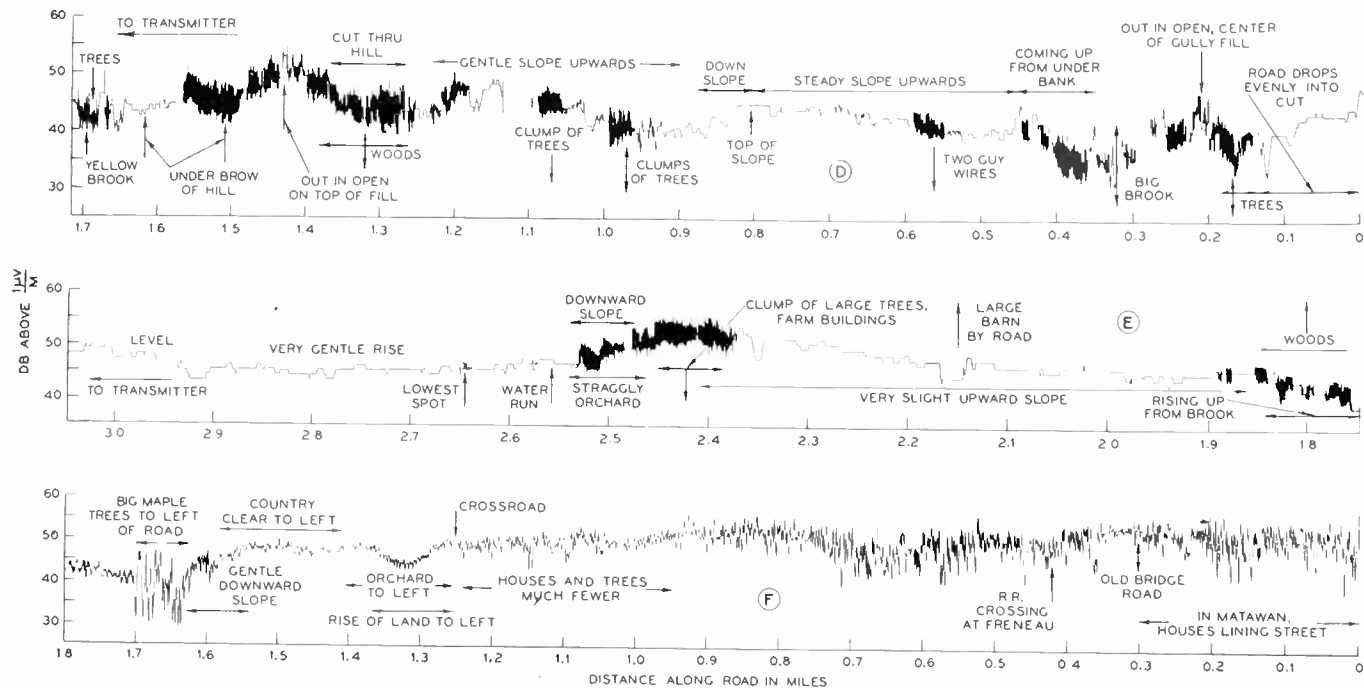 60
50
40
30
TO TRANSMITTER
TREES
YELLOW
BROOK
UNDER BROW
OF HILL
OUT IN OPEN
ON TOP OF FILL
CUT THRU
HILL
WOODS
GENTLE SLOPE UPWARDS
CLUMP OF
TREES
CLUMPS
OF TREES
DOWN
SLOPE
TOP OF
SLOPE
STEADY SLOPE UPWARDS
D
TWO GUY
WIRES
COMING UP
FROM UNDER
BANK
BIG
BROOK
OUT IN OPEN, CENTER
OF GULLY FILL
TREES
ROAD DROPS
EVENLY INTO
CUT
1.7 1.6 1.5 1.4 1.3 1.2 1.1 1.0 0.9 0.8 0.7 0.6 0.5 0.4 0.3 0.2 0.1 0
DB ABOVE 1μV
M
60
50
40
LEVEL
TO TRANSMITTER
VERY GENTLE RISE
LOWEST
SPOT
WATER
RUN
DOWNWARD
SLOPE
STRAGGLY
ORCHARD
CLUMP OF LARGE TREES,
FARM BUILDINGS
VERY SLIGHT UPWARD SLOPE
LARGE
BARN
BY ROAD
E
WOODS
RISING UP
FROM BROOK
3.0 2.9 2.8 2.7 2.6 2.5 2.4 2.3 2.2 2.1 2.0 1.9 1.8
60
50
40
30
BIG MAPLE
TREES TO LEFT
OF ROAD
GENTLE
DOWNWARD
SLOPE
COUNTRY
CLEAR TO LEFT
ORCHARD
TO LEFT
RISE OF LAND TO LEFT
CROSSROAD
HOUSES AND TREES
MUCH FEWER
F
R.R.
CROSSING
AT FRENEAU
OLD BRIDGE
ROAD
IN MATAWAN,
HOUSES LINING STREET
1.8 1.7 1.6 1.5 1.4 1.3 1.2 1.1 1.0 0.9 0.8 0.7 0.6 0.5 0.4 0.3 0.2 0.1 0
DISTANCE ALONG ROAD IN MILES